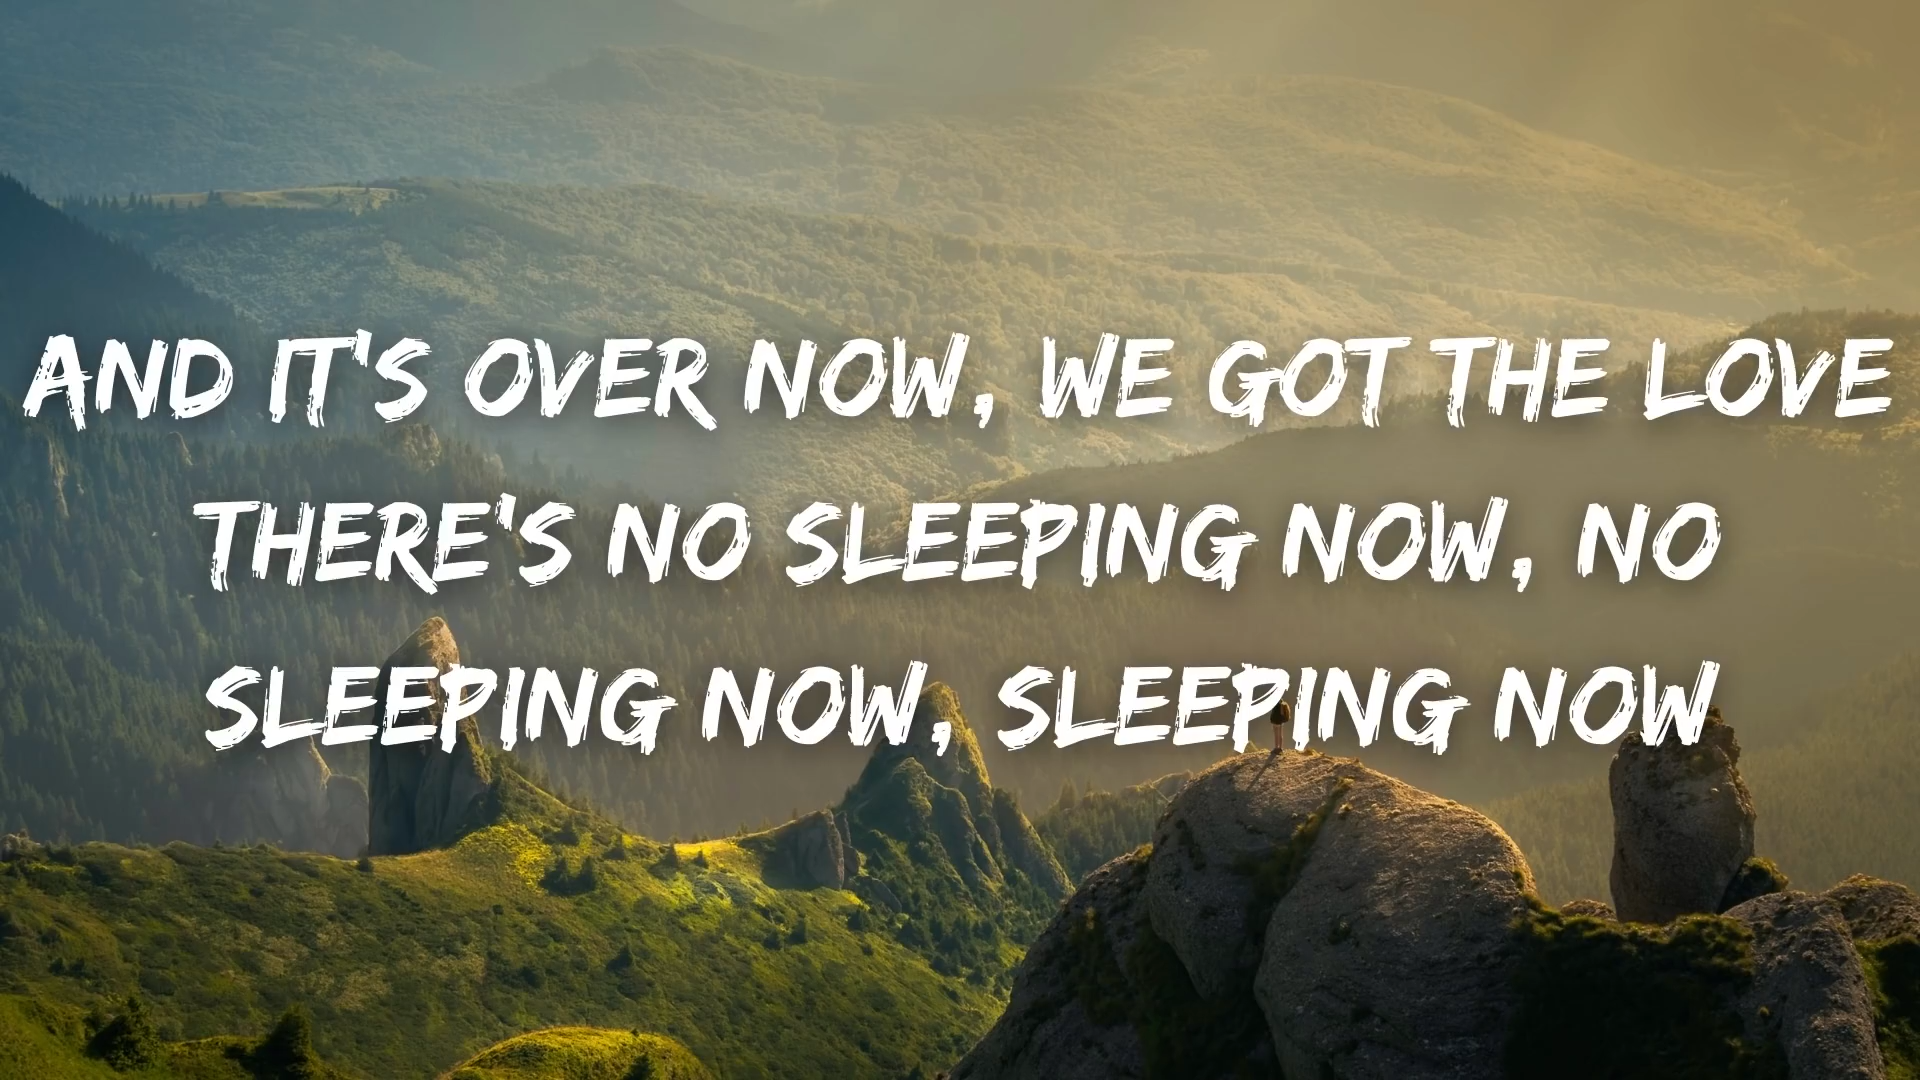 AND IT'S OVER NOW, WE GOT THE LOVE
THERE'S NO SLEEPING NOW, NO
SLEEPING NOW, SLEEPING NOW